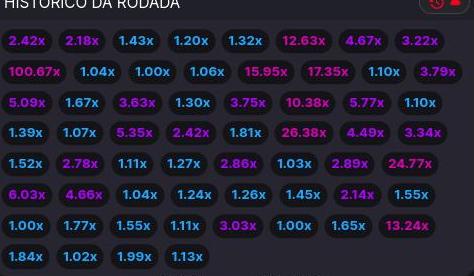 HISTÓRICO DA RODADA
2.42x 2.18x 1.43x 1.20x 1.32x 12.63x 4.67x 3.22x
100.67x 1.04x 1.00x 1.06x 15.95x 17.35x 1.10x 3.79x
5.09x 1.67x 3.63x 1.30x 3.75x 10.38x 5.77x 1.10x
1.39x 1.07x 5.35x 2.42x 1.81x 26.38x 4.49x 3.34x
1.52x 2.78x 1.11x 1.27x 2.86x 1.03x 2.89x 24.77x
6.03x 4.66x 1.04x 1.24x 1.26x 1.45x 2.14x 1.55x
1.00x 1.77x 1.55x 1.11x 3.03x 1.00x 1.65x 13.24x
1.84x 1.02x 1.99x 1.13x